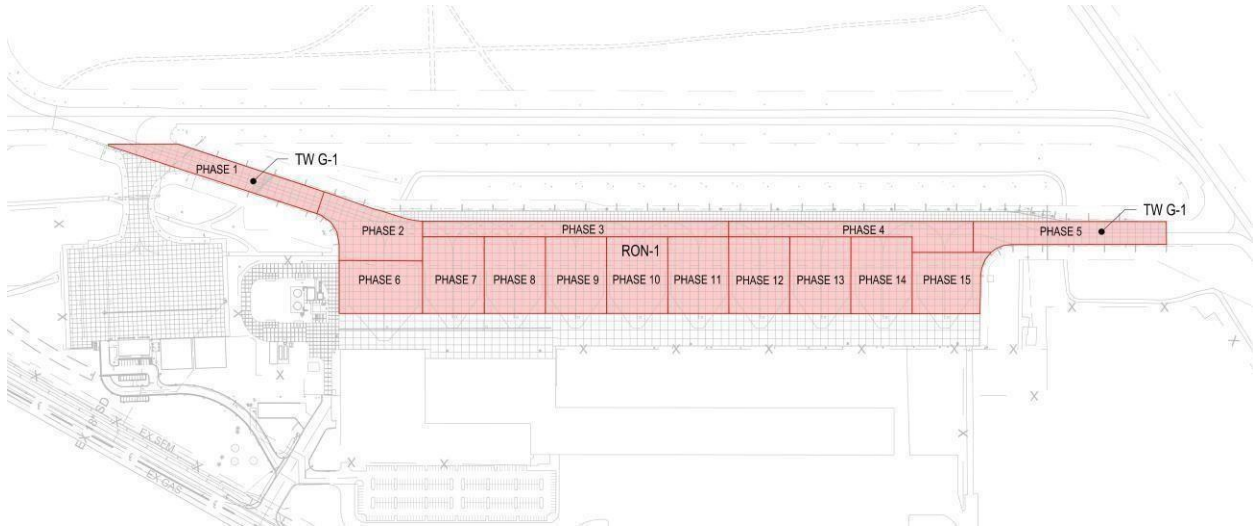 PHASE 1
TW G-1
PHASE 2
PHASE 3
PHASE 4
PHASE 5
TW G-1
RON-1
PHASE 6
PHASE 7
PHASE 8
PHASE 9
PHASE 10
PHASE 11
PHASE 12
PHASE 13
PHASE 14
PHASE 15
EX SEM
EX GAS